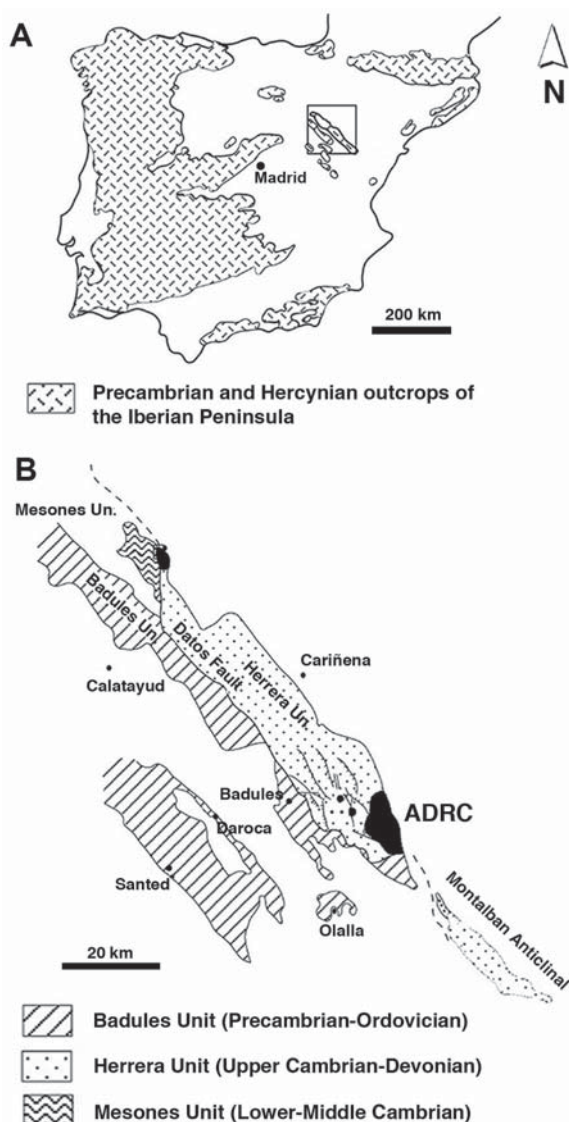 A
N
Madrid
200 km
Precambrian and Hercynian outcrops of
the Iberian Peninsula
B
Mesones Un.
Badules Un.
Datos Fault
Herrera Un.
Cariñena
Calatayud
Badules
ADRC
Daroca
Santed
Olalla
Montalban Anticlinal
20 km
Badules Unit (Precambrian-Ordovician)
Herrera Unit (Upper Cambrian-Devonian)
Mesones Unit (Lower-Middle Cambrian)